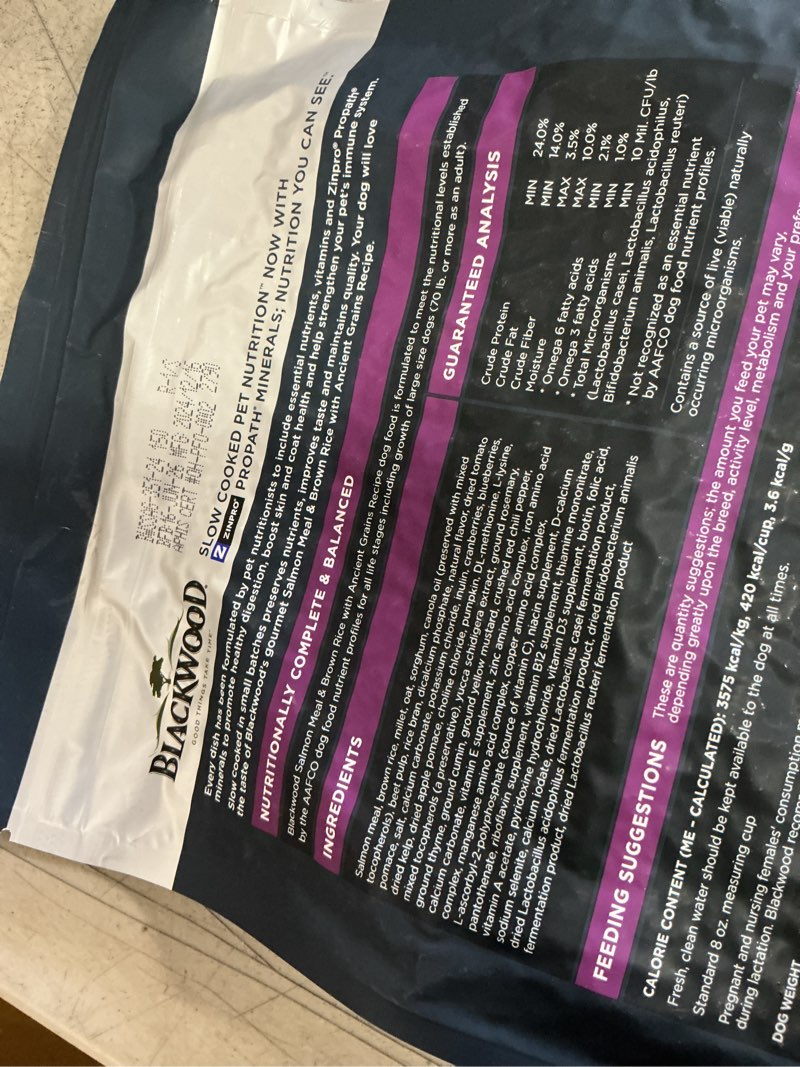 BLACKWOOD
GOOD THINGS TAKE TIME
SLOW COOKED PET NUTRITION™ NOW WITH
Z ZINPRO® PROPATH® MINERALS; NUTRITION YOU CAN SEE.™
Every dish has been formulated by pet nutritionists to include essential nutrients, vitamins and Zinpro® Propath®
minerals to promote healthy digestion, boost skin and coat health and help strengthen your pet's immune system.
Slow cooked in small batches preserves nutrients, improves taste and maintains quality. Your dog will love
the taste of Blackwood's gourmet Salmon Meal & Brown Rice with Ancient Grains Recipe.
NUTRITIONALLY COMPLETE & BALANCED
Blackwood Salmon Meal & Brown Rice with Ancient Grains Recipe dog food is formulated to meet the nutritional levels established
by the AAFCO dog food nutrient profiles for all life stages including growth of large size dogs (70 lb. or more as an adult).
INGREDIENTS
Salmon meal, brown rice, millet, oat, sorghum, canola oil (preserved with mixed
tocopherols), beet pulp, rice bran, dicalcium phosphate, natural flavor, dried tomato
pomace, salt, calcium carbonate, potassium chloride, inulin, cranberries, blueberries,
dried kelp, dried apple pomace, choline chloride, pumpkin, DL-methionine, L-lysine,
mixed tocopherols (a preservative), yucca schidigera extract, ground rosemary,
ground thyme, ground cumin, ground yellow mustard, crushed red chili pepper,
calcium carbonate, vitamin E supplement, zinc amino acid complex, iron amino acid
complex, manganese amino acid complex, copper amino acid complex,
L-ascorbyl-2-polyphosphate (source of vitamin C), niacin supplement, D-calcium
pantothenate, riboflavin supplement, vitamin B12 supplement, thiamine mononitrate,
vitamin A acetate, pyridoxine hydrochloride, vitamin D3 supplement, biotin, folic acid,
sodium selenite, calcium iodate, dried Lactobacillus casei fermentation product,
dried Lactobacillus acidophilus fermentation product, dried Bifidobacterium animalis
fermentation product, dried Lactobacillus reuteri fermentation product
GUARANTEED ANALYSIS
Crude Protein MIN 24.0%
Crude Fat MIN 14.0%
Crude Fiber MAX 3.5%
Moisture MAX 10.0%
* Omega 6 fatty acids MIN 2.1%
* Omega 3 fatty acids MIN 1.0%
* Total Microorganisms MIN 10 Mil. CFU/lb
(Lactobacillus casei, Lactobacillus acidophilus,
Bifidobacterium animalis, Lactobacillus reuteri)
* Not recognized as an essential nutrient
by AAFCO dog food nutrient profiles.
Contains a source of live (viable) naturally
occurring microorganisms.
FEEDING SUGGESTIONS These are quantity suggestions; the amount you feed your pet may vary,
depending greatly upon the breed, activity level, metabolism and your
CALORIE CONTENT (ME - CALCULATED): 3575 kcal/kg, 420 kcal/cup, 3.6 kcal/g
Fresh, clean water should be kept available to the dog at all times.
Standard 8 oz. measuring cup
Pregnant and nursing females' consumption
during lactation. Blackwood
DOG WEIGHT